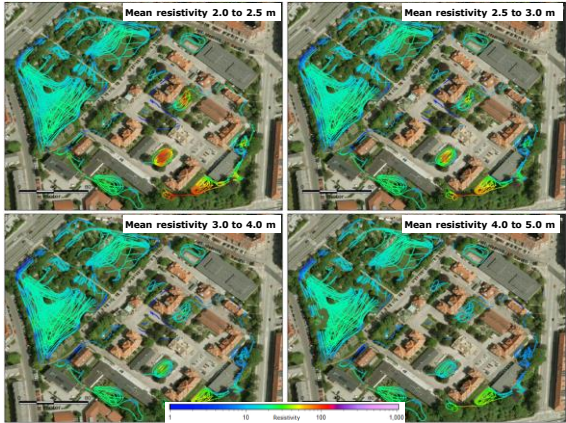 Mean resistivity 2.0 to 2.5 m
Mean resistivity 2.5 to 3.0 m
Mean resistivity 3.0 to 4.0 m
Mean resistivity 4.0 to 5.0 m
1 10 Resistivity 100 1,000